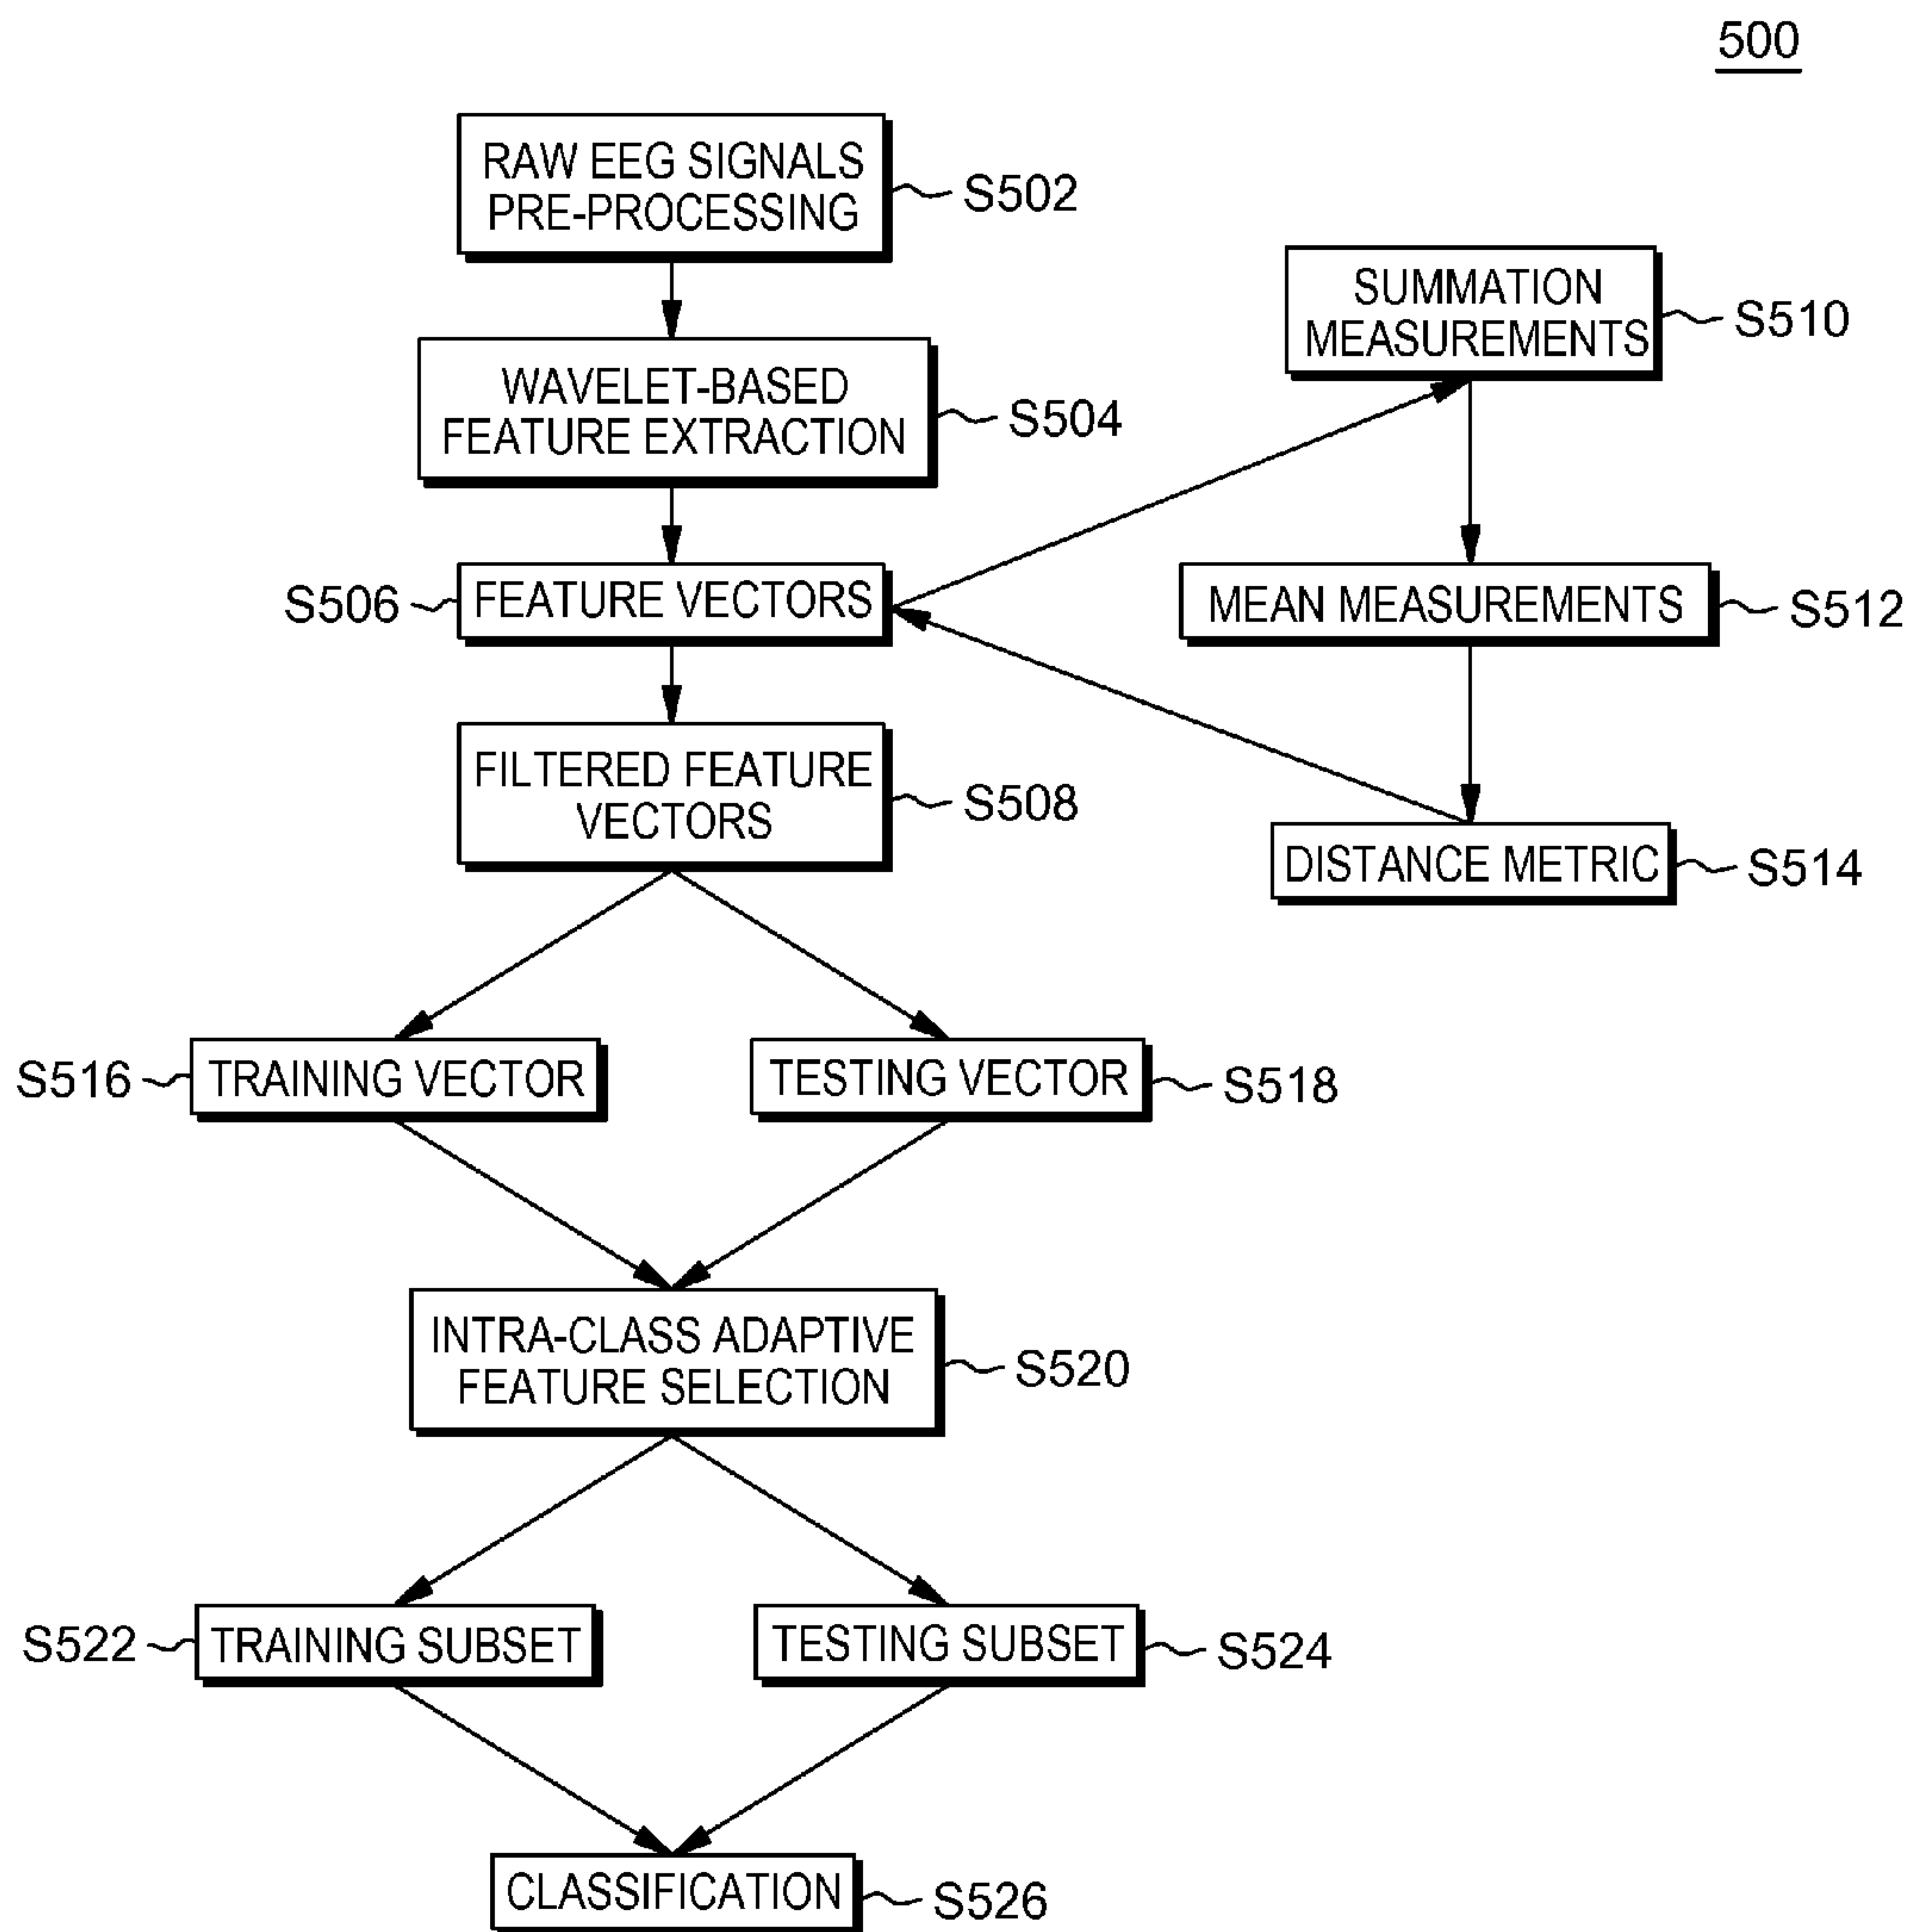 500
RAW EEG SIGNALS
PRE-PROCESSING
S502
SUMMATION
MEASUREMENTS
S510
WAVELET-BASED
FEATURE EXTRACTION
S504
S506
FEATURE VECTORS
MEAN MEASUREMENTS
S512
FILTERED FEATURE
VECTORS
S508
DISTANCE METRIC
S514
S516
TRAINING VECTOR
TESTING VECTOR
S518
INTRA-CLASS ADAPTIVE
FEATURE SELECTION
S520
S522
TRAINING SUBSET
TESTING SUBSET
S524
CLASSIFICATION
S526